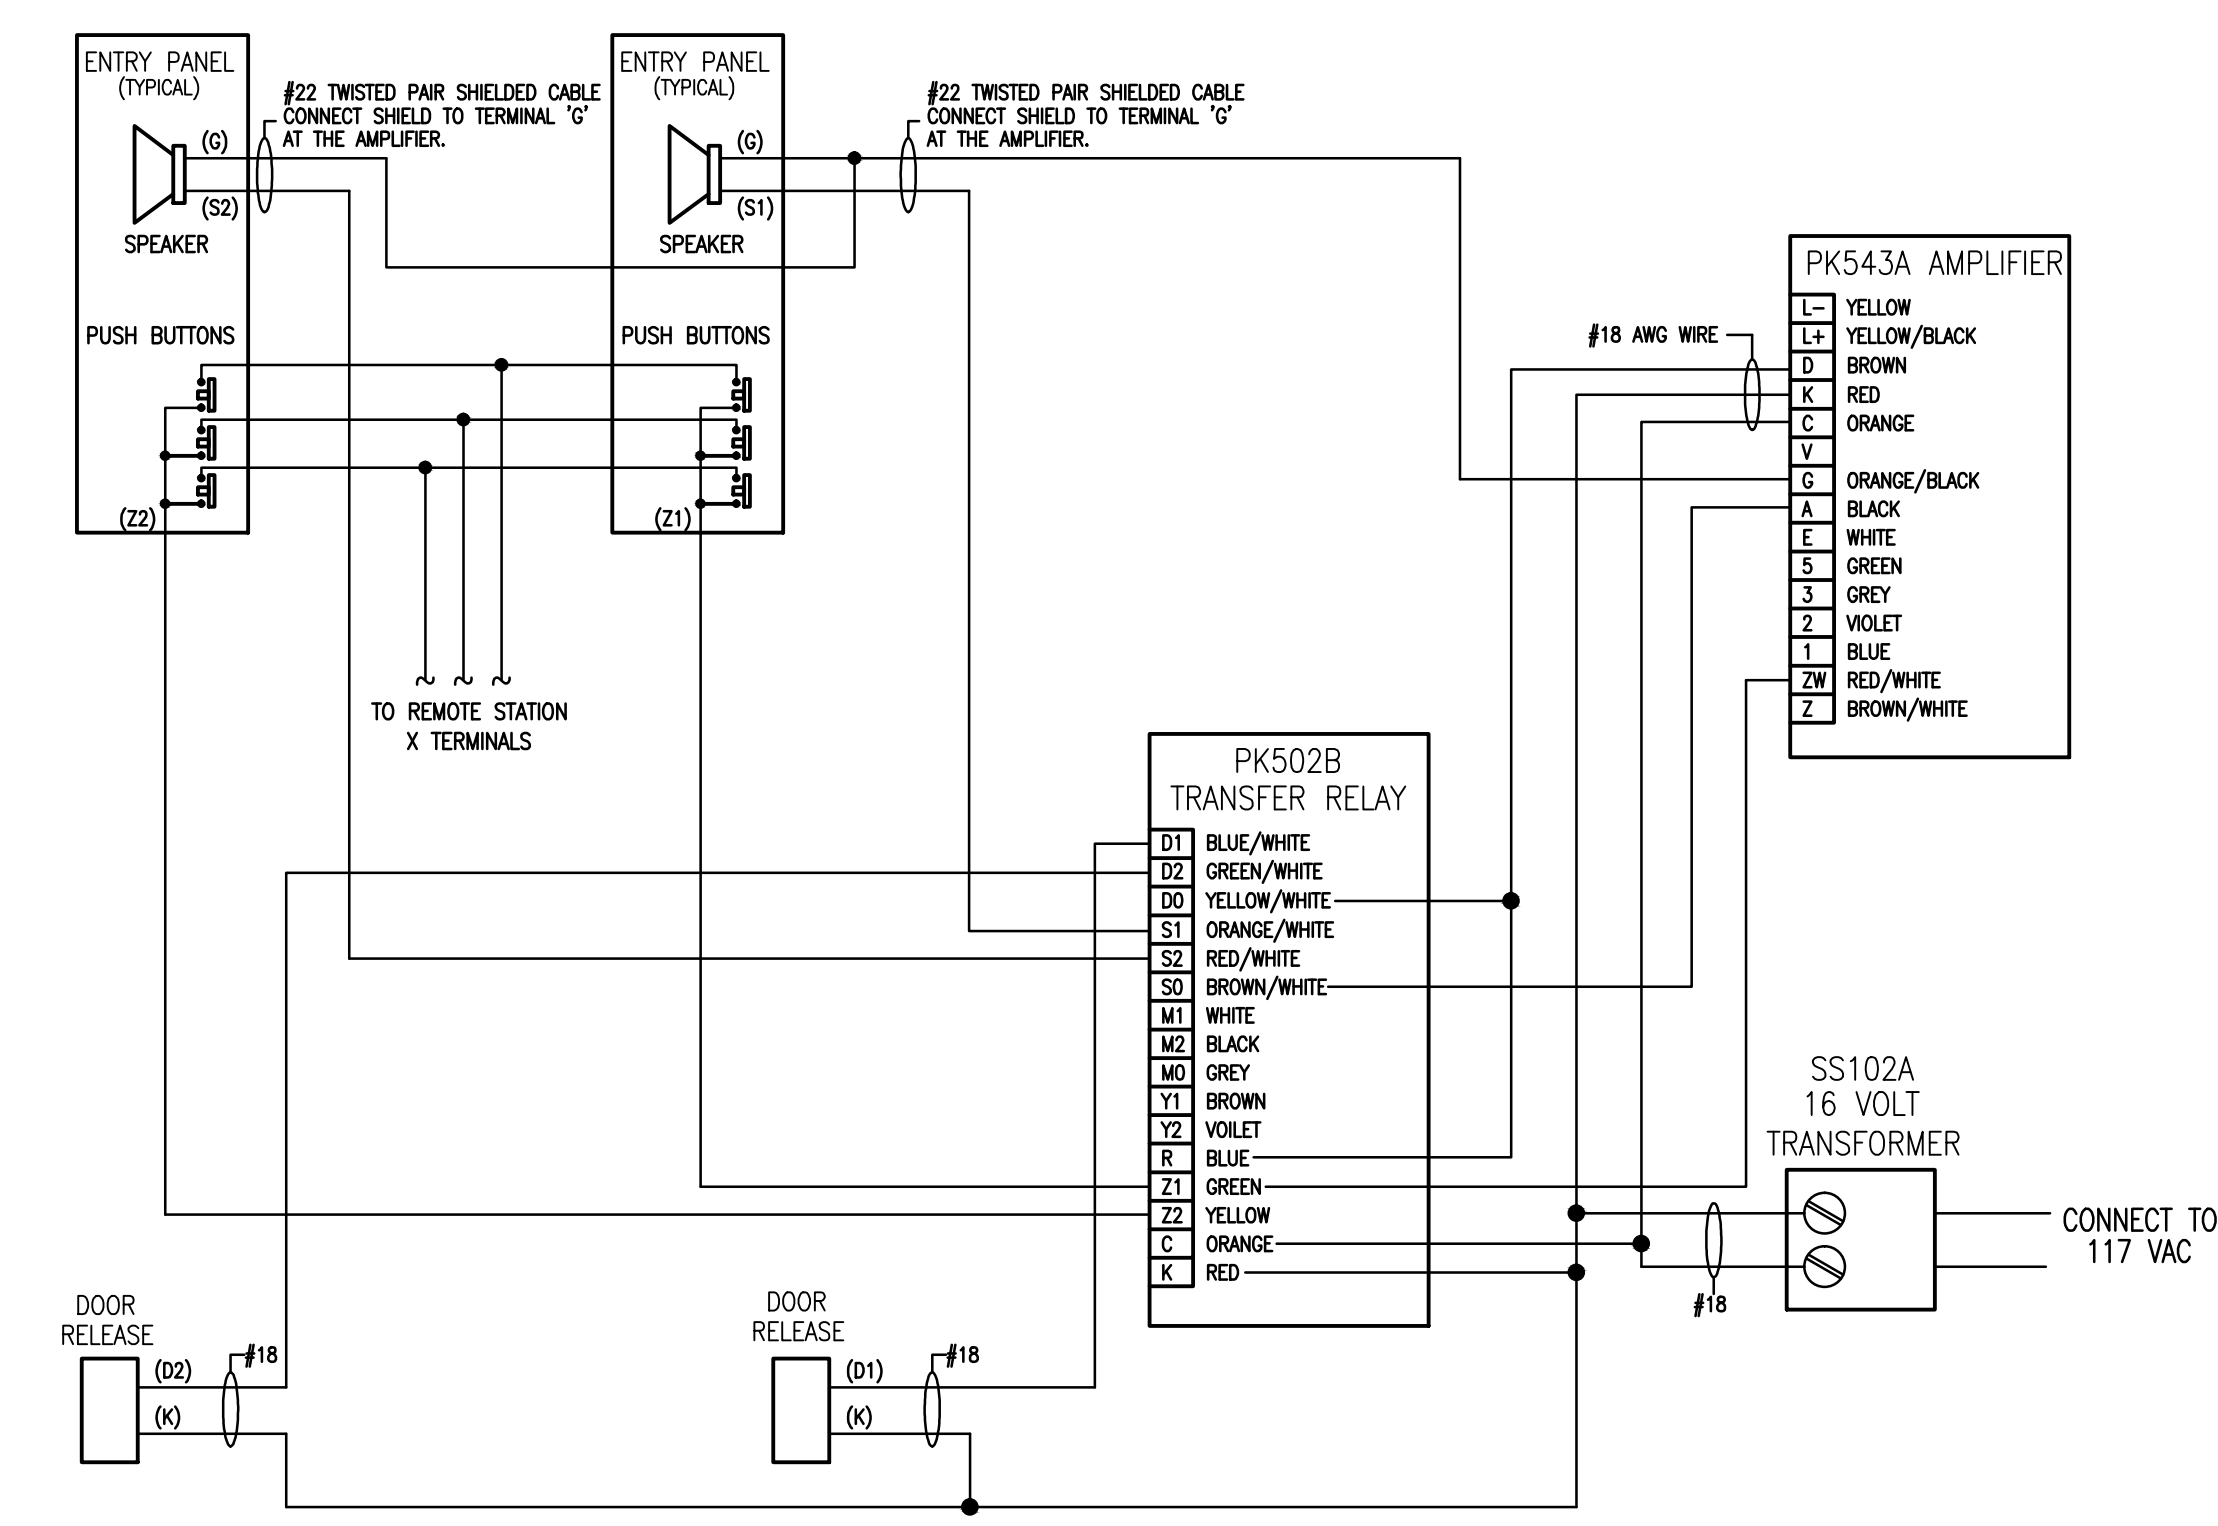 ENTRY PANEL
(TYPICAL)
(G)
(S2)
SPEAKER
PUSH BUTTONS
(Z2)
#22 TWISTED PAIR SHIELDED CABLE
CONNECT SHIELD TO TERMINAL 'G'
AT THE AMPLIFIER.
ENTRY PANEL
(TYPICAL)
(G)
(S1)
SPEAKER
PUSH BUTTONS
(Z1)
#22 TWISTED PAIR SHIELDED CABLE
CONNECT SHIELD TO TERMINAL 'G'
AT THE AMPLIFIER.
TO REMOTE STATION
X TERMINALS
#18 AWG WIRE
PK543A AMPLIFIER
L- YELLOW
L+ YELLOW/BLACK
D BROWN
K RED
C ORANGE
V
G ORANGE/BLACK
A BLACK
E WHITE
5 GREEN
3 GREY
2 VIOLET
1 BLUE
ZW RED/WHITE
Z BROWN/WHITE
PK502B
TRANSFER RELAY
D1 BLUE/WHITE
D2 GREEN/WHITE
D0 YELLOW/WHITE
S1 ORANGE/WHITE
S2 RED/WHITE
S0 BROWN/WHITE
M1 WHITE
M2 BLACK
M0 GREY
Y1 BROWN
Y2 VOILET
R BLUE
Z1 GREEN
Z2 YELLOW
C ORANGE
K RED
SS102A
16 VOLT
TRANSFORMER
CONNECT TO
117 VAC
#18
DOOR
RELEASE
(D2)
(K)
#18
DOOR
RELEASE
(D1)
(K)
#18